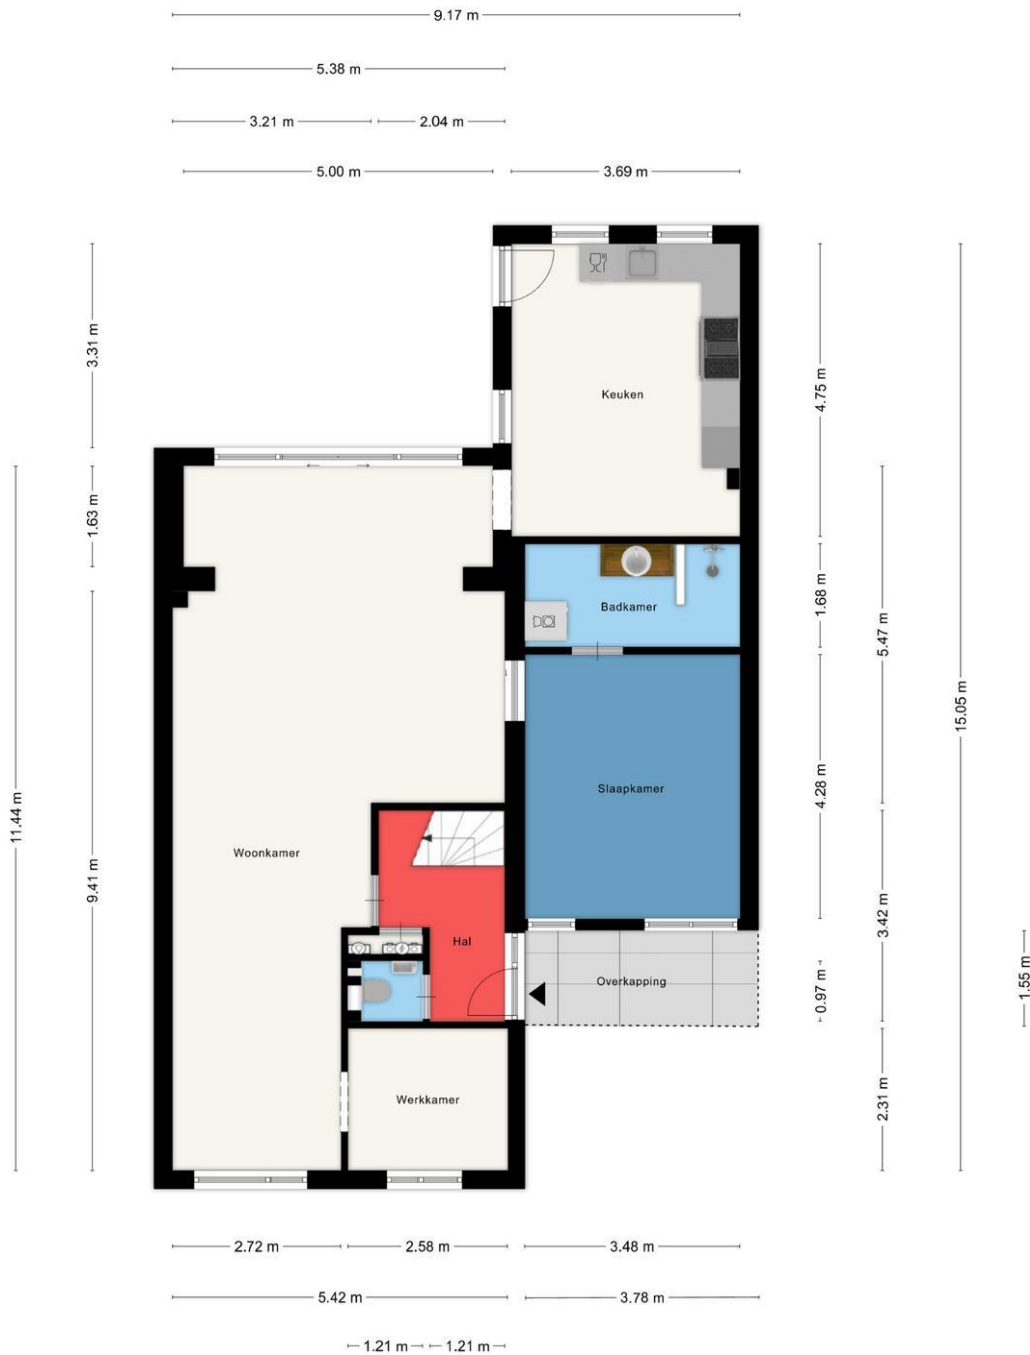 9.17 m
5.38 m
3.21 m
2.04 m
5.00 m
3.69 m
3.31 m
4.75 m
Keuken
1.63 m
1.68 m
Badkamer
5.47 m
15.05 m
11.44 m
9.41 m
4.28 m
Slaapkamer
Woonkamer
3.42 m
Hal
Overkapping
0.97 m
1.55 m
Werkkamer
2.31 m
2.72 m
2.58 m
3.48 m
5.42 m
3.78 m
1.21 m
1.21 m